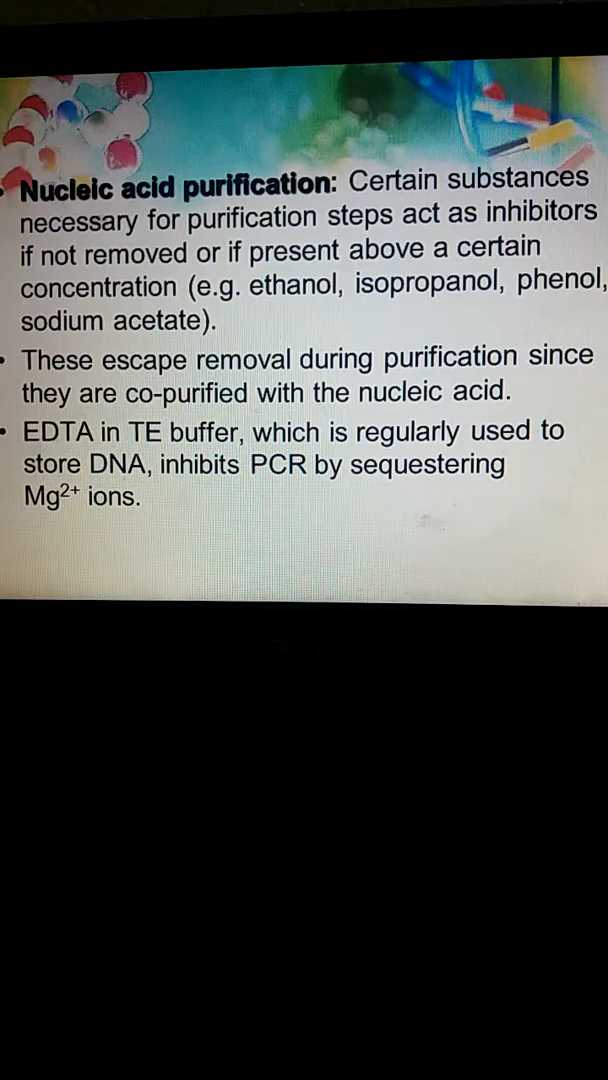 • Nucleic acid purification: Certain substances
necessary for purification steps act as inhibitors
if not removed or if present above a certain
concentration (e.g. ethanol, isopropanol, phenol,
sodium acetate).
• These escape removal during purification since
they are co-purified with the nucleic acid.
• EDTA in TE buffer, which is regularly used to
store DNA, inhibits PCR by sequestering
Mg²⁺ ions.